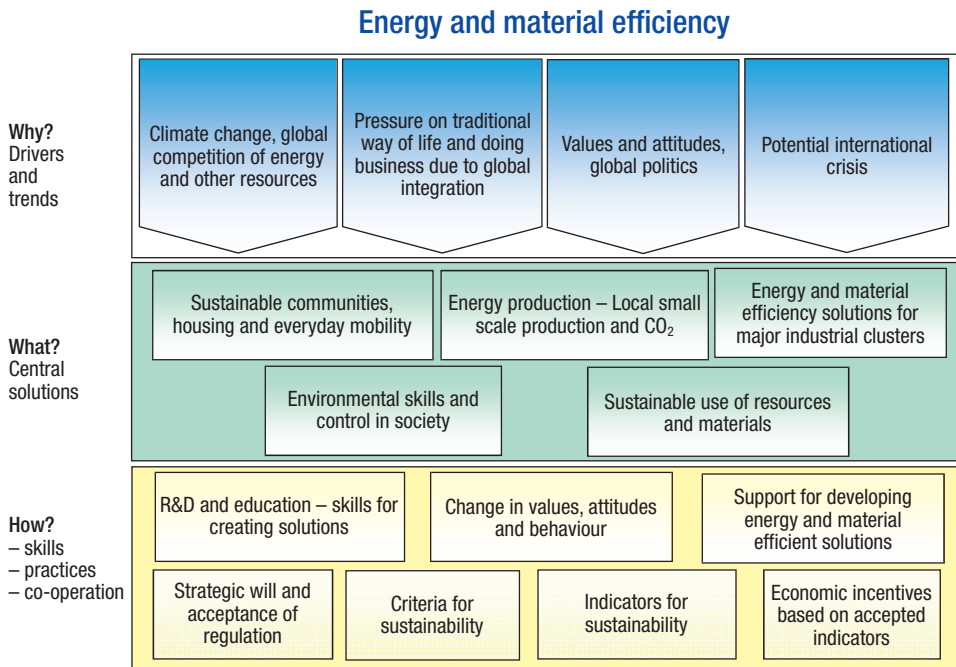 Energy and material efficiency
Why?
Drivers
and
trends
Climate change, global
competition of energy
and other resources
Pressure on traditional
way of life and doing
business due to global
integration
Values and attitudes,
global politics
Potential international
crisis
What?
Central
solutions
Sustainable communities,
housing and everyday mobility
Energy production – Local small
scale production and CO₂
Energy and material
efficiency solutions for
major industrial clusters
Environmental skills and
control in society
Sustainable use of resources
and materials
How?
– skills
– practices
– co-operation
R&D and education – skills for
creating solutions
Change in values, attitudes
and behaviour
Support for developing
energy and material
efficient solutions
Strategic will and
acceptance of
regulation
Criteria for
sustainability
Indicators for
sustainability
Economic incentives
based on accepted
indicators